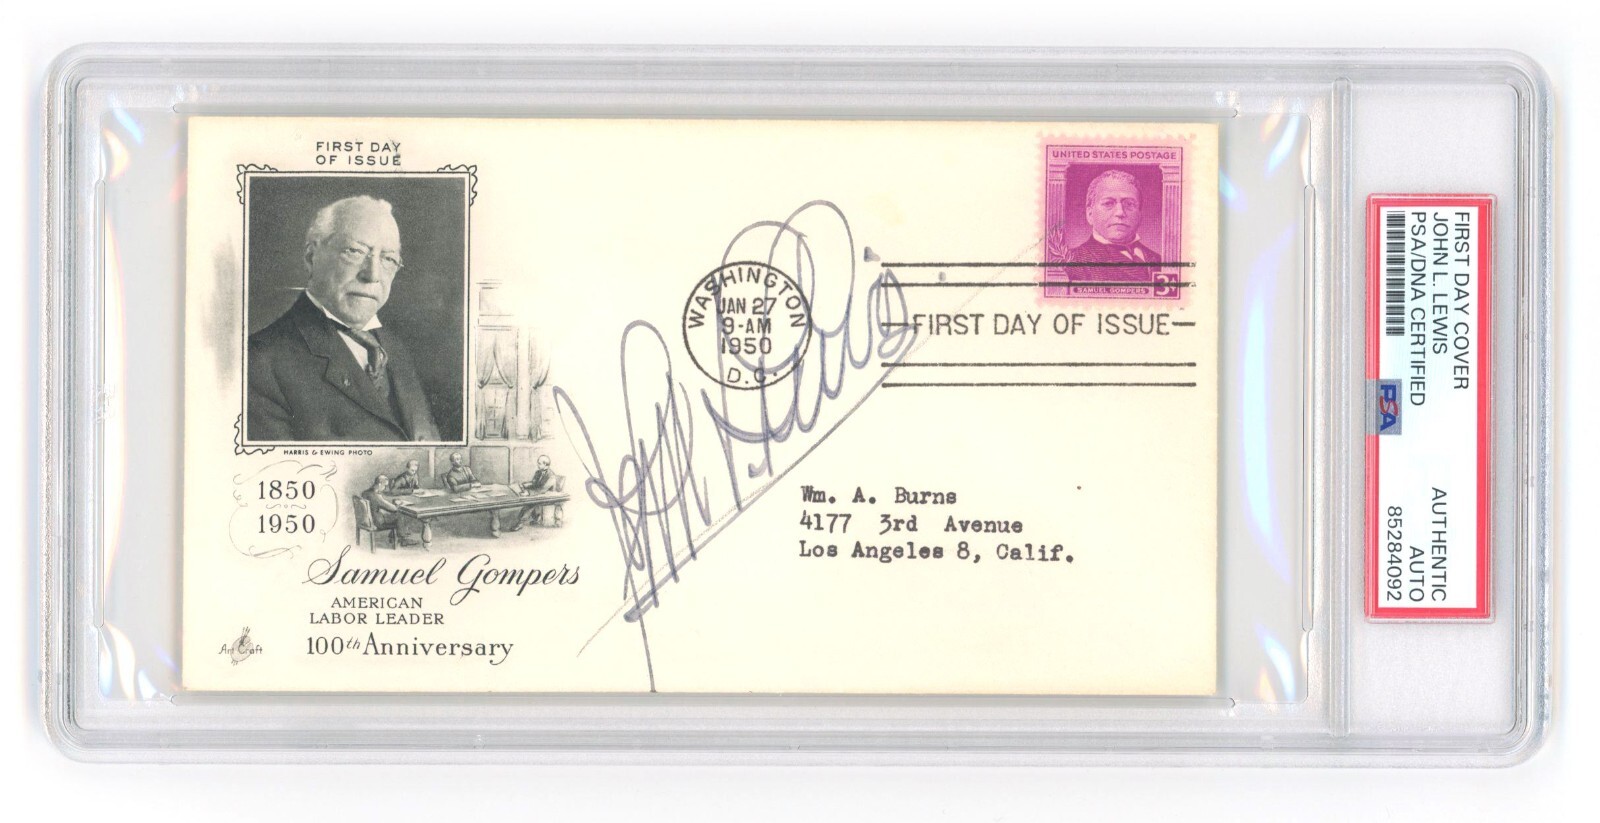 FIRST DAY
OF ISSUE
HARRIS & EWING PHOTO
1850
1950
Samuel Gompers
AMERICAN
LABOR LEADER
100th Anniversary
Art Craft
WASHINGTON
JAN 27
9-AM
1950
D.C.
John L. Lewis
UNITED STATES POSTAGE
SAMUEL GOMPERS
3¢
FIRST DAY OF ISSUE
Wm. A. Burns
4177 3rd Avenue
Los Angeles 8, Calif.
FIRST DAY COVER
JOHN L. LEWIS
PSA/DNA CERTIFIED
PSA
AUTHENTIC
AUTO
85284092